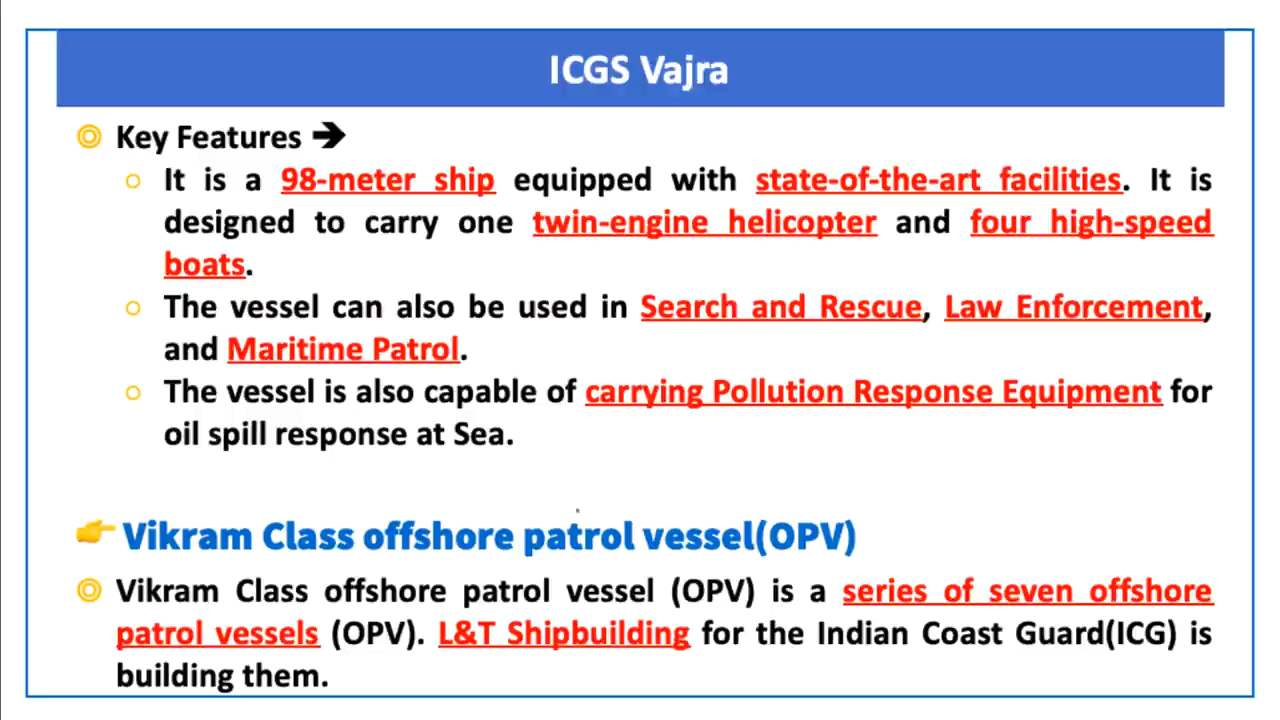 ICGS Vajra
Key Features ➔
It is a 98-meter ship equipped with state-of-the-art facilities. It is
designed to carry one twin-engine helicopter and four high-speed
boats.
The vessel can also be used in Search and Rescue, Law Enforcement,
and Maritime Patrol.
The vessel is also capable of carrying Pollution Response Equipment for
oil spill response at Sea.
Vikram Class offshore patrol vessel(OPV)
Vikram Class offshore patrol vessel (OPV) is a series of seven offshore
patrol vessels (OPV). L&T Shipbuilding for the Indian Coast Guard(ICG) is
building them.